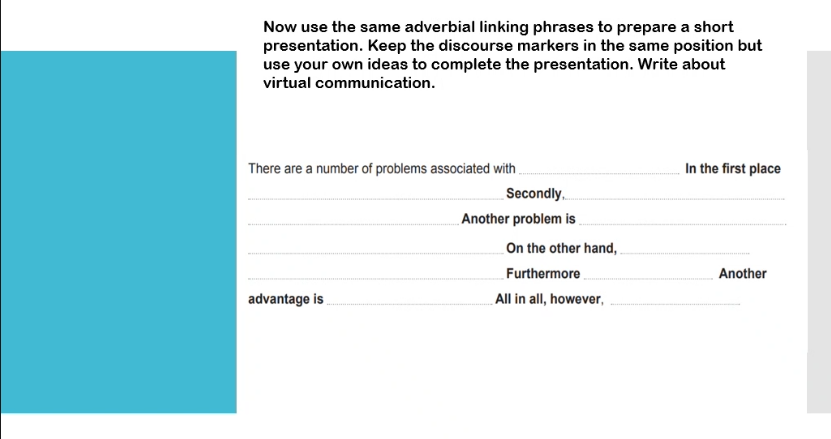 Now use the same adverbial linking phrases to prepare a short
presentation. Keep the discourse markers in the same position but
use your own ideas to complete the presentation. Write about
virtual communication.
There are a number of problems associated with ........................ In the first place
........................ Secondly, ........................
........................ Another problem is ........................
........................ On the other hand, ........................
........................ Furthermore ........................ Another
advantage is ........................ All in all, however, ........................